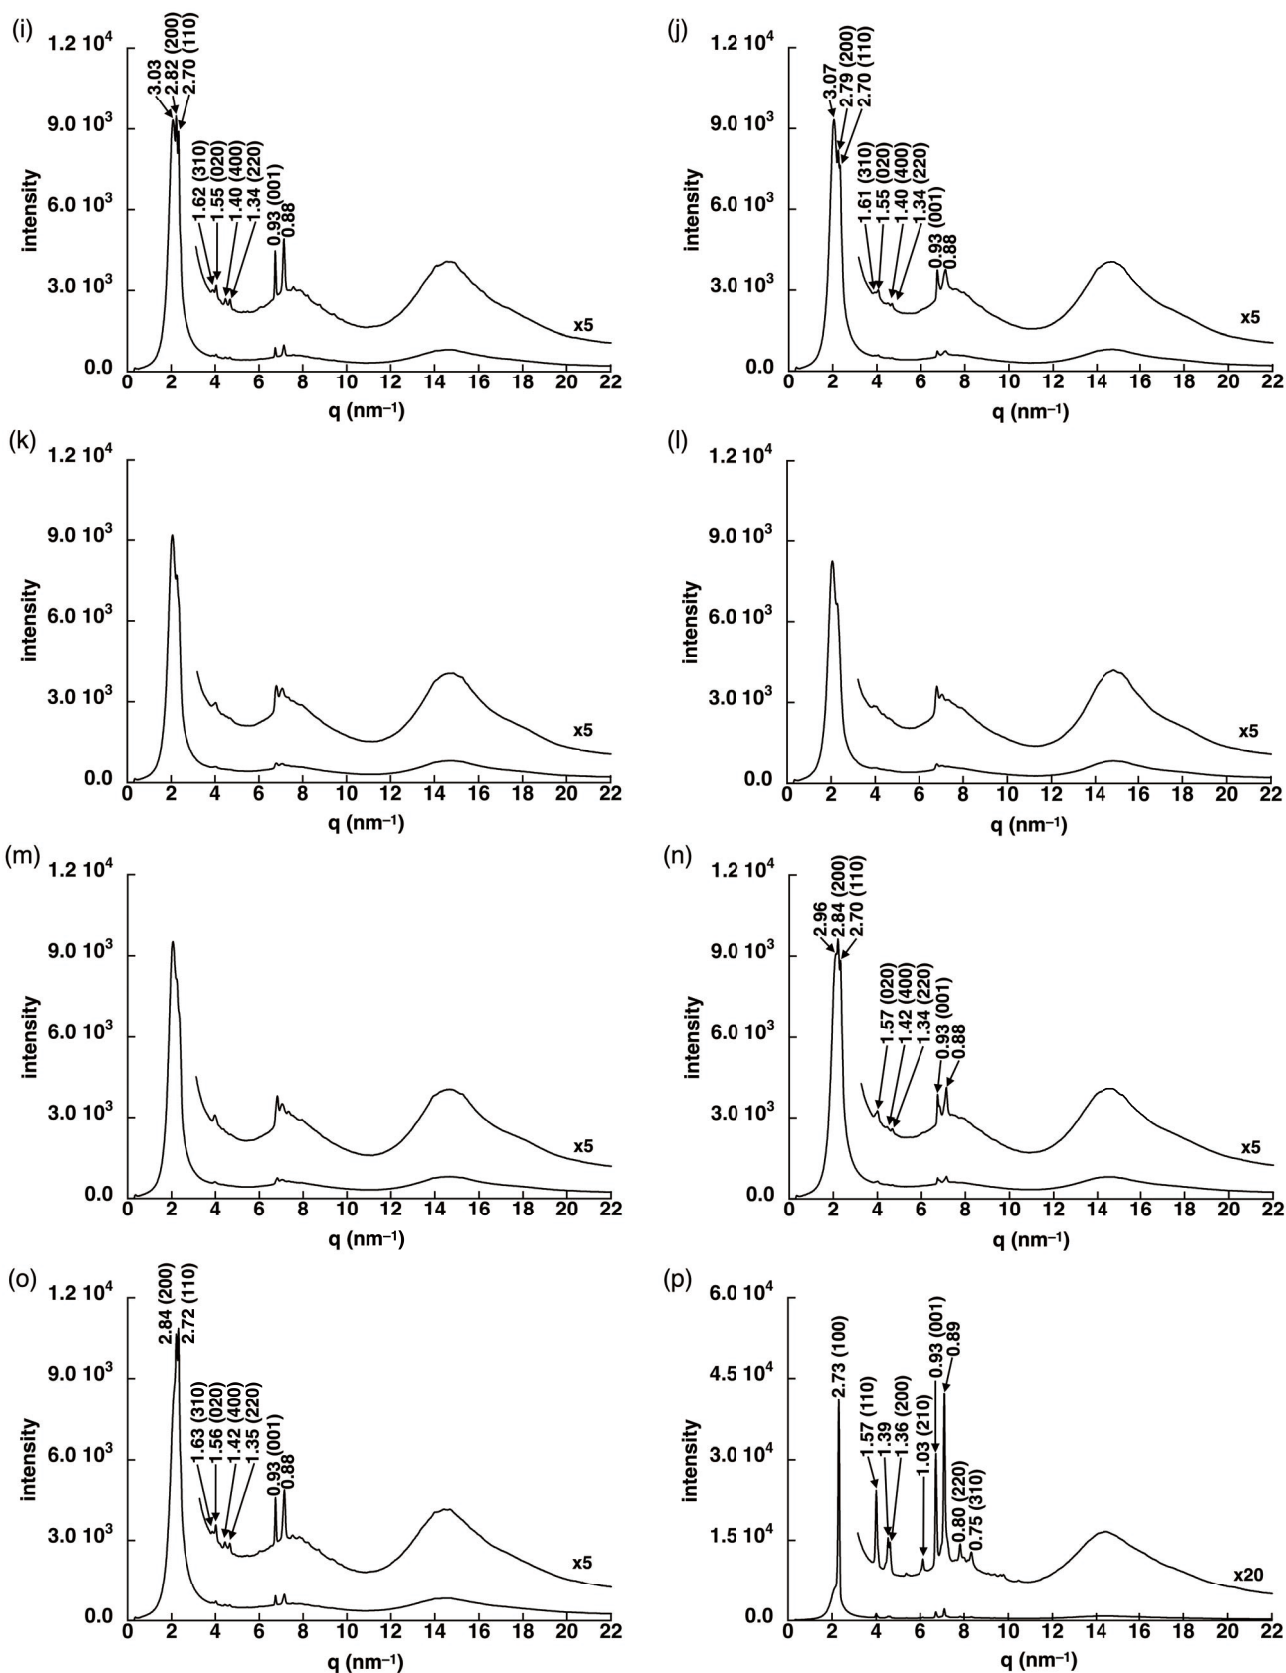 (i)
1.2 10⁴
9.0 10³
6.0 10³
3.0 10³
0.0
intensity
3.03
2.82 (200)
2.70 (110)
1.62 (310)
1.55 (020)
1.40 (400)
1.34 (220)
0.93 (001)
0.88
x5
0 2 4 6 8 10 12 14 16 18 20 22
q (nm⁻¹)
(j)
1.2 10⁴
9.0 10³
6.0 10³
3.0 10³
0.0
intensity
3.07
2.79 (200)
2.70 (110)
1.61 (310)
1.55 (020)
1.40 (400)
1.34 (220)
0.93 (001)
0.88
x5
0 2 4 6 8 10 12 14 16 18 20 22
q (nm⁻¹)
(k)
1.2 10⁴
9.0 10³
6.0 10³
3.0 10³
0.0
intensity
x5
0 2 4 6 8 10 12 14 16 18 20 22
q (nm⁻¹)
(l)
1.2 10⁴
9.0 10³
6.0 10³
3.0 10³
0.0
intensity
x5
0 2 4 6 8 10 12 14 16 18 20 22
q (nm⁻¹)
(m)
1.2 10⁴
9.0 10³
6.0 10³
3.0 10³
0.0
intensity
x5
0 2 4 6 8 10 12 14 16 18 20 22
q (nm⁻¹)
(n)
1.2 10⁴
9.0 10³
6.0 10³
3.0 10³
0.0
intensity
2.96
2.84 (200)
2.70 (110)
1.57 (020)
1.42 (400)
1.34 (220)
0.93 (001)
0.88
x5
0 2 4 6 8 10 12 14 16 18 20 22
q (nm⁻¹)
(o)
1.2 10⁴
9.0 10³
6.0 10³
3.0 10³
0.0
intensity
2.84 (200)
2.72 (110)
1.63 (310)
1.56 (020)
1.42 (400)
1.35 (220)
0.93 (001)
0.88
x5
0 2 4 6 8 10 12 14 16 18 20 22
q (nm⁻¹)
(p)
6.0 10⁴
4.5 10⁴
3.0 10⁴
1.5 10⁴
0.0
intensity
2.73 (100)
1.57 (110)
1.39
1.36 (200)
1.03 (210)
0.93 (001)
0.89
0.80 (220)
0.75 (310)
x20
0 2 4 6 8 10 12 14 16 18 20 22
q (nm⁻¹)